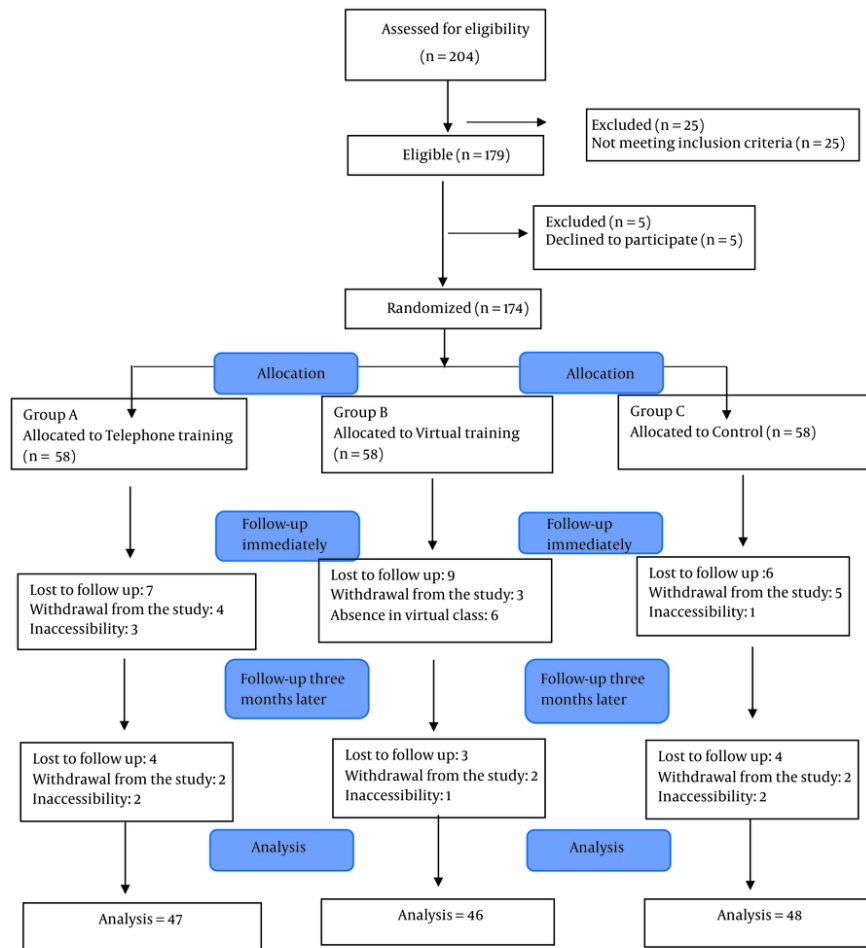 Assessed for eligibility
(n = 204)
Excluded (n = 25)
Not meeting inclusion criteria (n = 25)
Eligible (n = 179)
Excluded (n = 5)
Declined to participate (n = 5)
Randomized (n = 174)
Allocation
Allocation
Group A
Allocated to Telephone training
(n = 58)
Group B
Allocated to Virtual training
(n = 58)
Group C
Allocated to Control (n = 58)
Follow-up
immediately
Follow-up
immediately
Lost to follow up: 7
Withdrawal from the study: 4
Inaccessibility: 3
Lost to follow up: 9
Withdrawal from the study: 3
Absence in virtual class: 6
Lost to follow up :6
Withdrawal from the study: 5
Inaccessibility: 1
Follow-up three
months later
Follow-up three
months later
Lost to follow up: 4
Withdrawal from the study: 2
Inaccessibility: 2
Lost to follow up: 3
Withdrawal from the study: 2
Inaccessibility: 1
Lost to follow up: 4
Withdrawal from the study: 2
Inaccessibility: 2
Analysis
Analysis
Analysis = 47
Analysis = 46
Analysis = 48